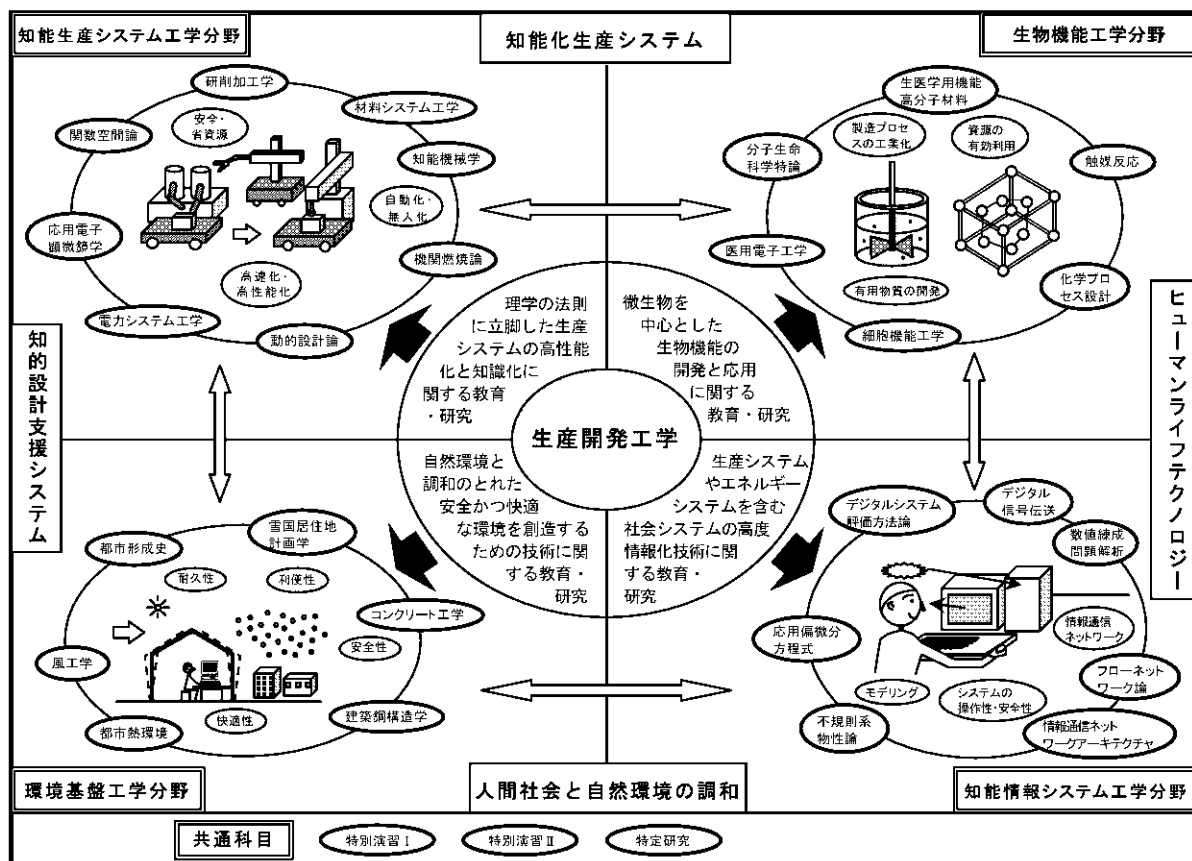 知能生産システム工学分野
知能化生産システム
生物機能工学分野
研削加工学
材料システム工学
関数空間論
安全・
省資源
知能機械学
自動化・
無人化
応用電子
顕微鏡学
機関燃焼論
高速化・
高性能化
電力システム工学
動的設計論
生医学用機能
高分子材料
製造プロセ
スの工業化
資源の
有効利用
分子生命
科学特論
触媒反応
医用電子工学
有用物質の開発
化学プロ
セス設計
細胞機能工学
知的設計支援システム
ヒューマンライフテクノロジー
理学の法則
に立脚した生産
システムの高性能
化と知識化に
関する教育
・研究
微生物を
中心とした
生物機能の
開発と応用
に関する
教育・研究
生産開発工学
自然環境と
調和のとれた
安全かつ快適
な環境を創造する
ための技術に関
する教育・
研究
生産システム
やエネルギー
システムを含む
社会システムの高度
情報化技術に関
する教育・
研究
都市形成史
雪国居住地
計画学
耐久性
利便性
コンクリート工学
安全性
風工学
快適性
都市熱環境
建築鋼構造学
デジタルシステム
評価方法論
デジタル
信号伝送
数値練成
問題解析
応用偏微分
方程式
情報通信
ネットワーク
フローネット
ワーク論
モデリング
システムの
操作性・安全性
不規則系
物性論
情報通信ネット
ワークアーキテクチャ
環境基盤工学分野
人間社会と自然環境の調和
知能情報システム工学分野
共通科目
特別演習Ⅰ
特別演習Ⅱ
特定研究